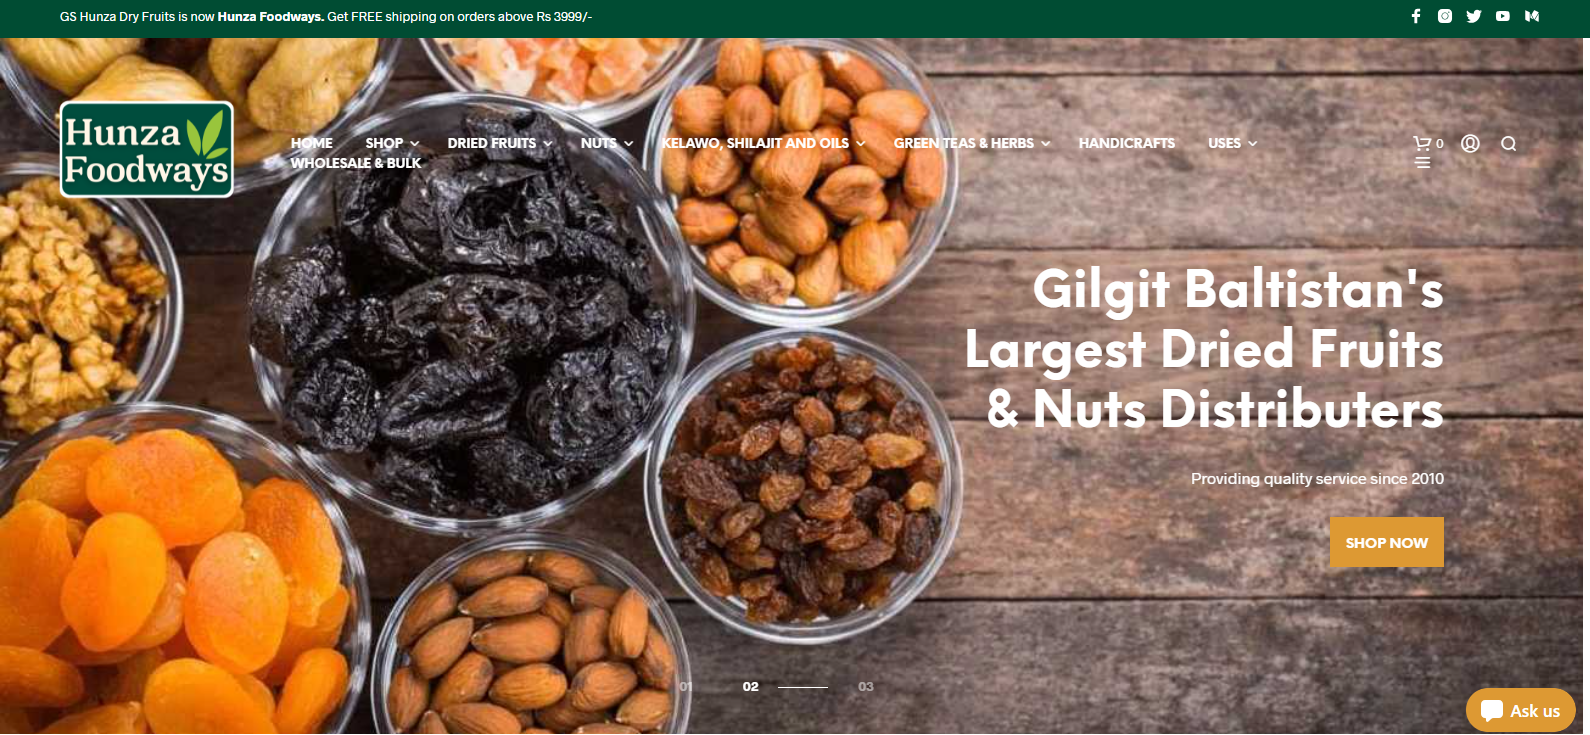 GS Hunza Dry Fruits is now Hunza Foodways. Get FREE shipping on orders above Rs 3999/-
Hunza
Foodways
HOME SHOP DRIED FRUITS NUTS KELAWO, SHILAJIT AND OILS GREEN TEAS & HERBS HANDICRAFTS USES
WHOLESALE & BULK
0
Gilgit Baltistan's
Largest Dried Fruits
& Nuts Distributers
Providing quality service since 2010
SHOP NOW
01 02 03
Ask us